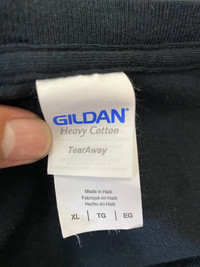 GILDAN®
Heavy Cotton
TearAway
Made in Haiti
Fabriqué en Haïti
Hecho en Haití
XL | TG | EG